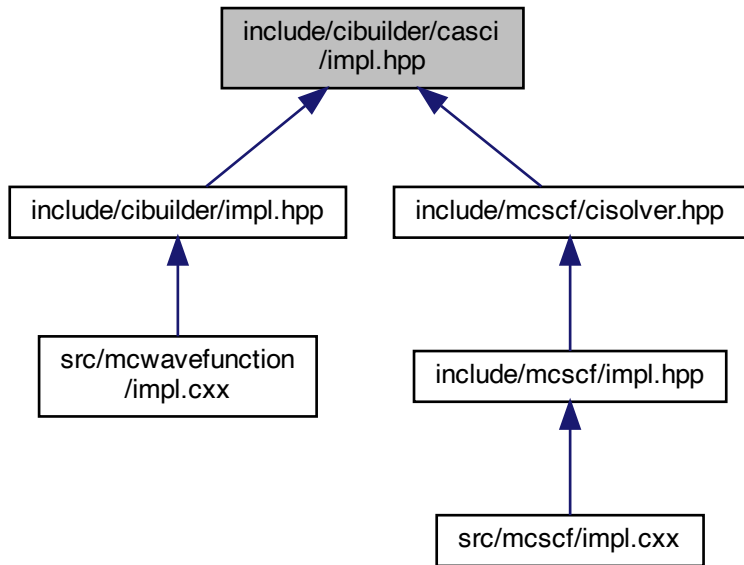 include/cibuilder/casci
/impl.hpp
include/cibuilder/impl.hpp
include/mcscf/cisolver.hpp
src/mcwavefunction
/impl.cxx
include/mcscf/impl.hpp
src/mcscf/impl.cxx